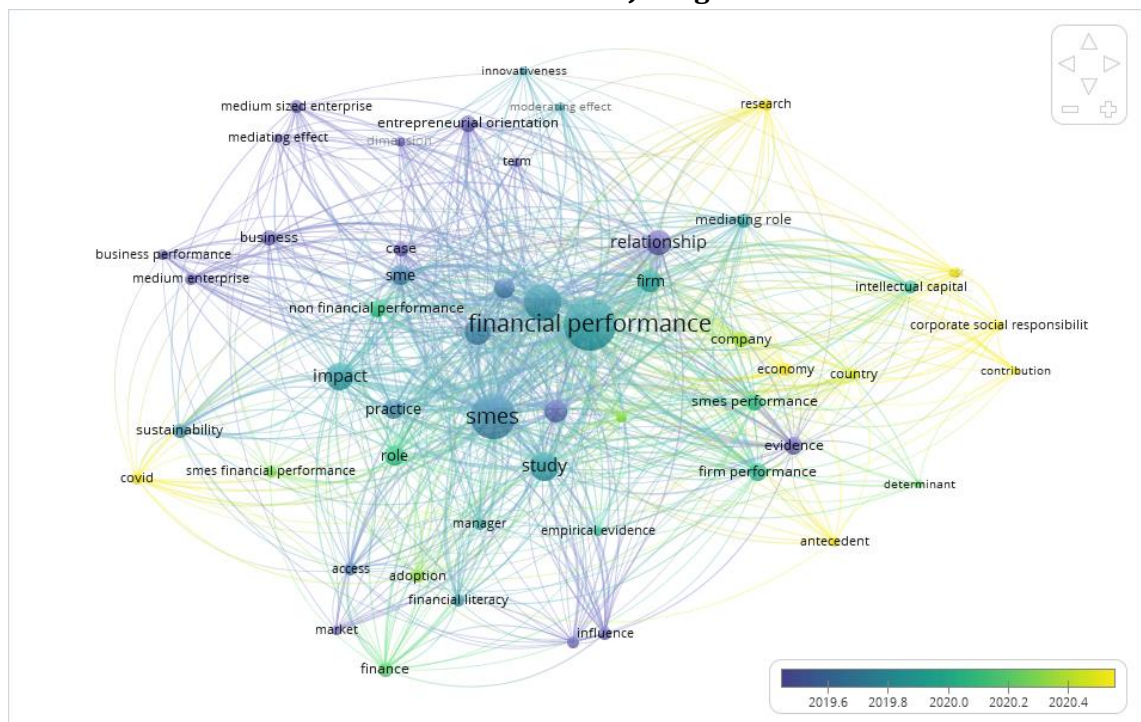 innovativeness
medium sized enterprise
moderating effect
research
entrepreneurial orientation
mediating effect
dimension
term
mediating role
business
relationship
case
business performance
sme
medium enterprise
firm
intellectual capital
non financial performance
financial performance
corporate social responsibilit
company
economy
country
contribution
impact
smes performance
practice
smes
sustainability
evidence
role
study
smes financial performance
firm performance
covid
determinant
manager
empirical evidence
antecedent
access
adoption
financial literacy
market
influence
finance
2019.6 2019.8 2020.0 2020.2 2020.4